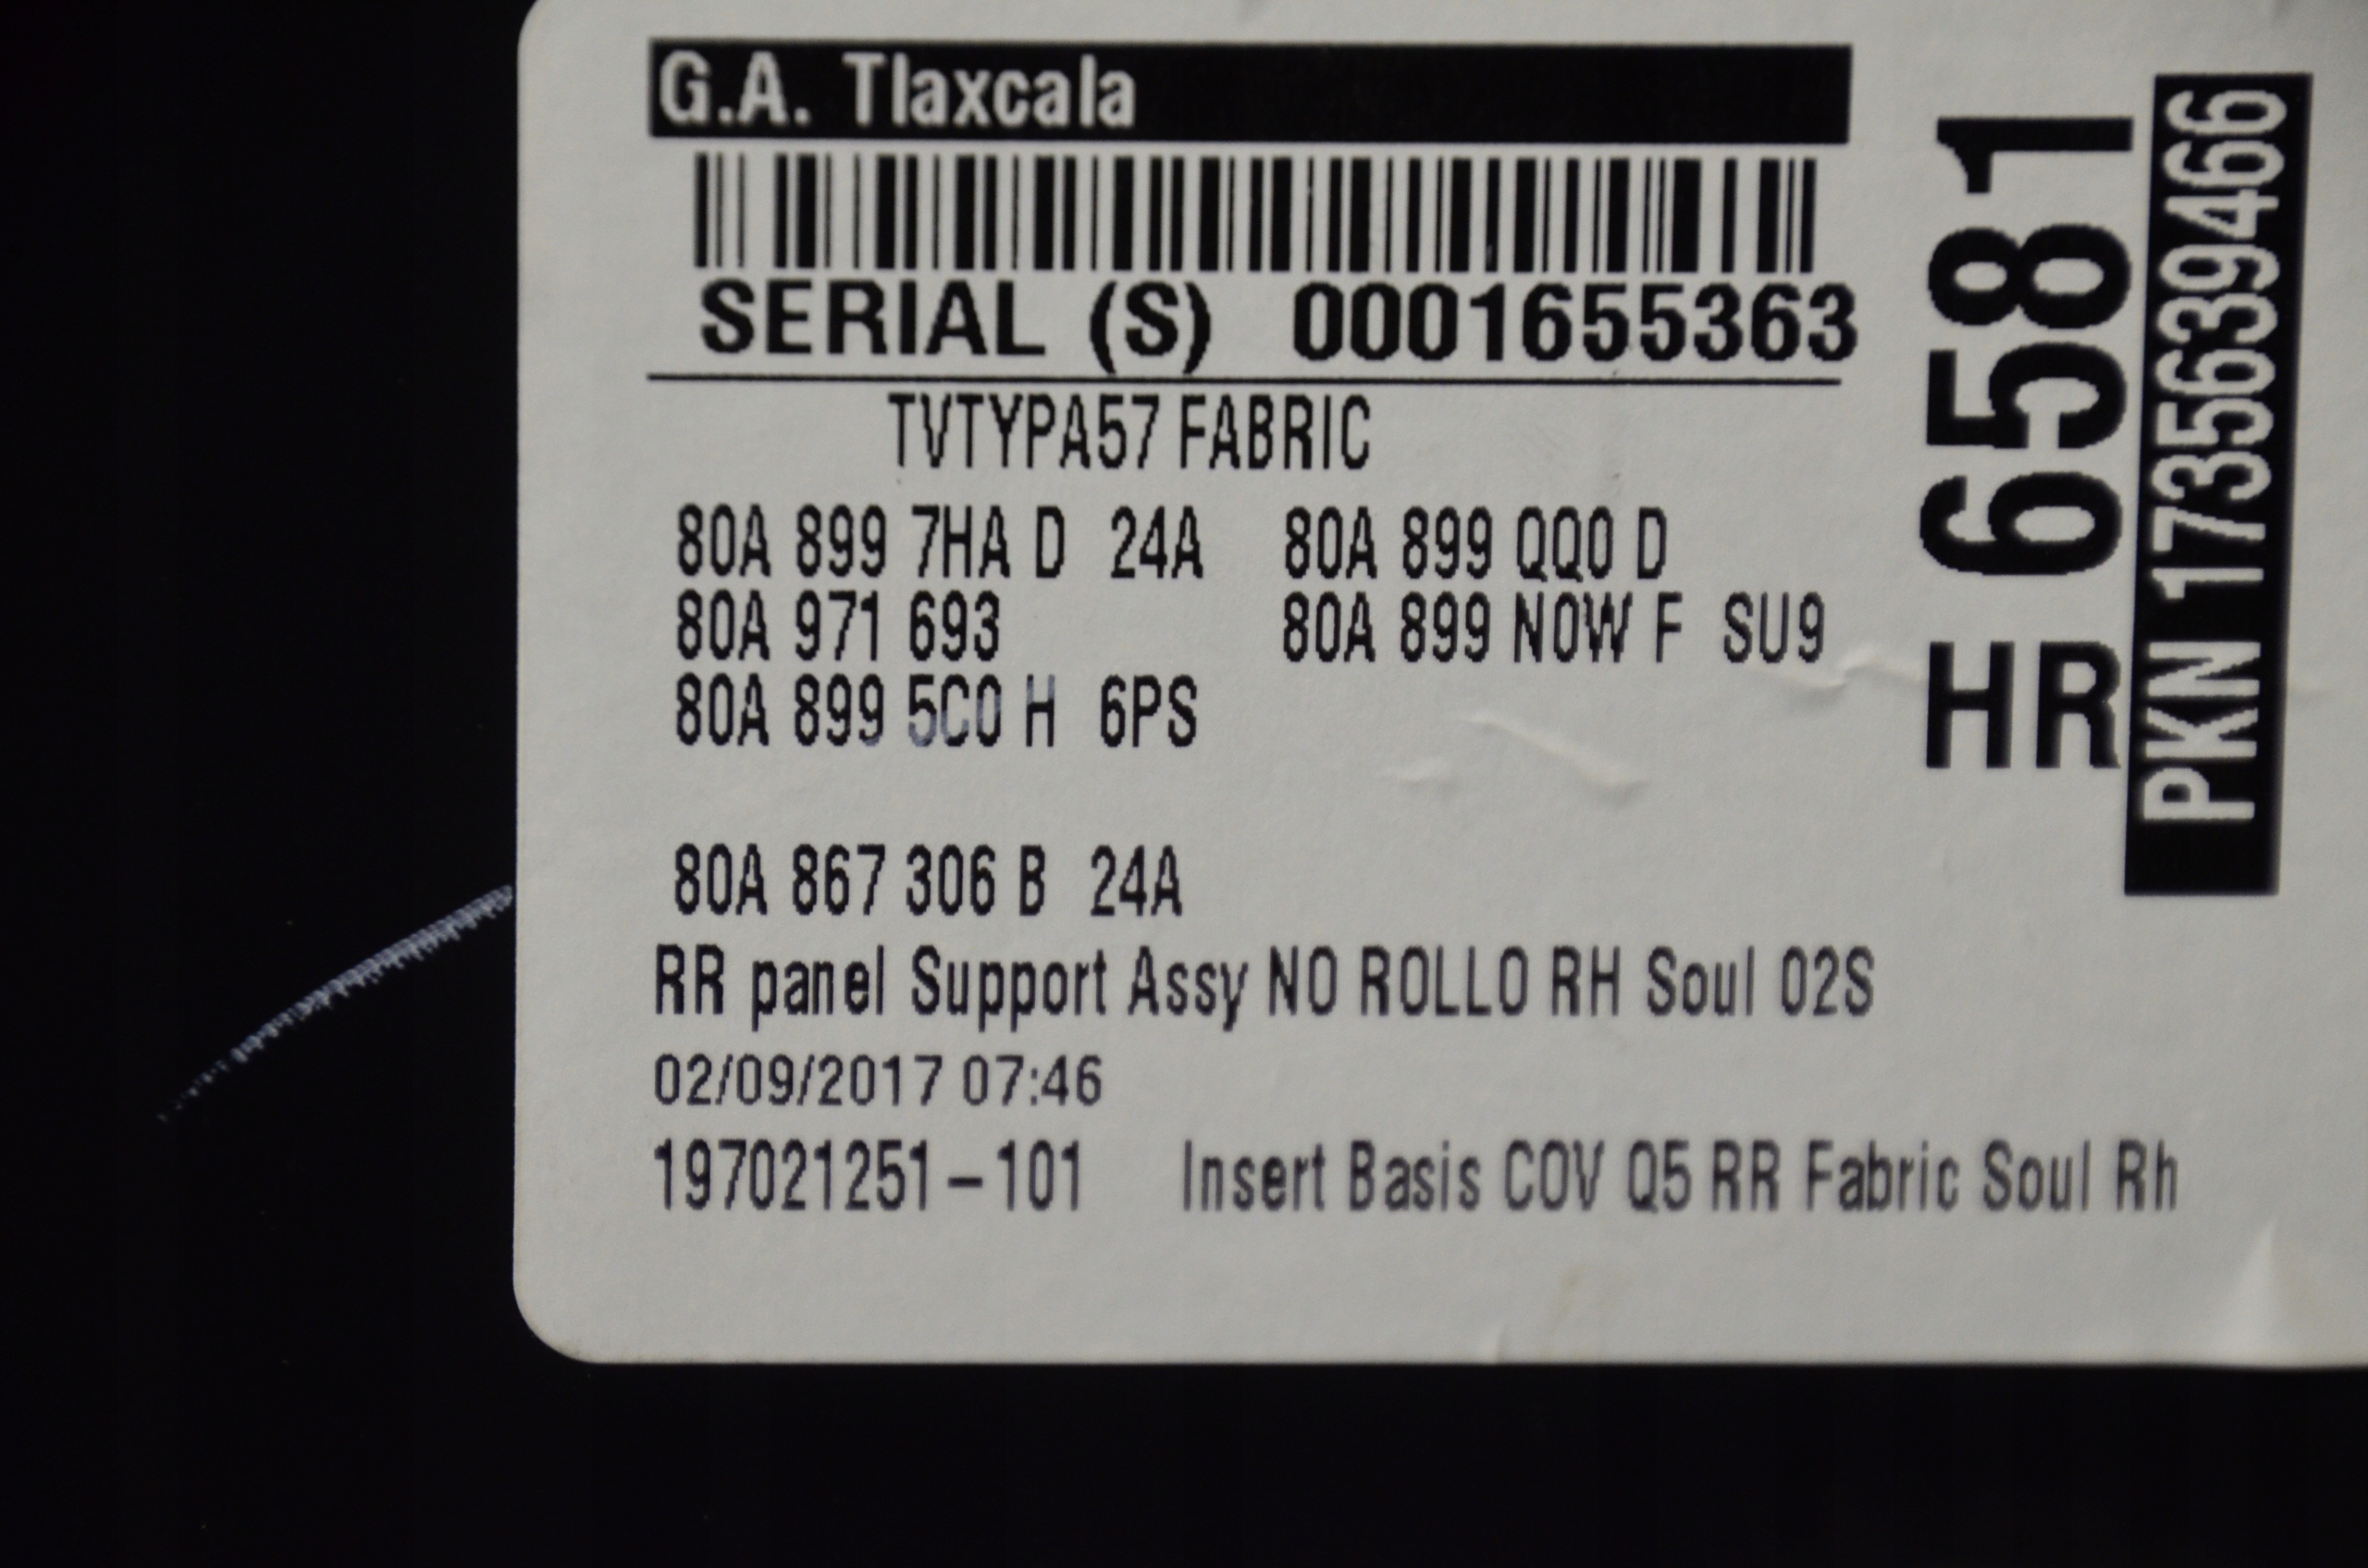 G.A. Tlaxcala
SERIAL (S) 0001655363
TVTYPA57 FABRIC
80A 899 7HA D 24A 80A 899 QQ0 D
80A 971 693 80A 899 N0W F SU9
80A 899 5C0 H 6PS
80A 867 306 B 24A
RR panel Support Assy NO ROLLO RH Soul 02S
02/09/2017 07:46
197021251-101 Insert Basis COV Q5 RR Fabric Soul Rh
HR 6581
PKN 1735639466